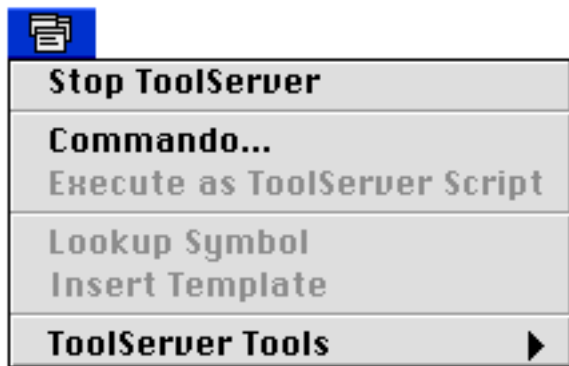 Stop ToolServer
Commando...
Execute as ToolServer Script
Lookup Symbol
Insert Template
ToolServer Tools